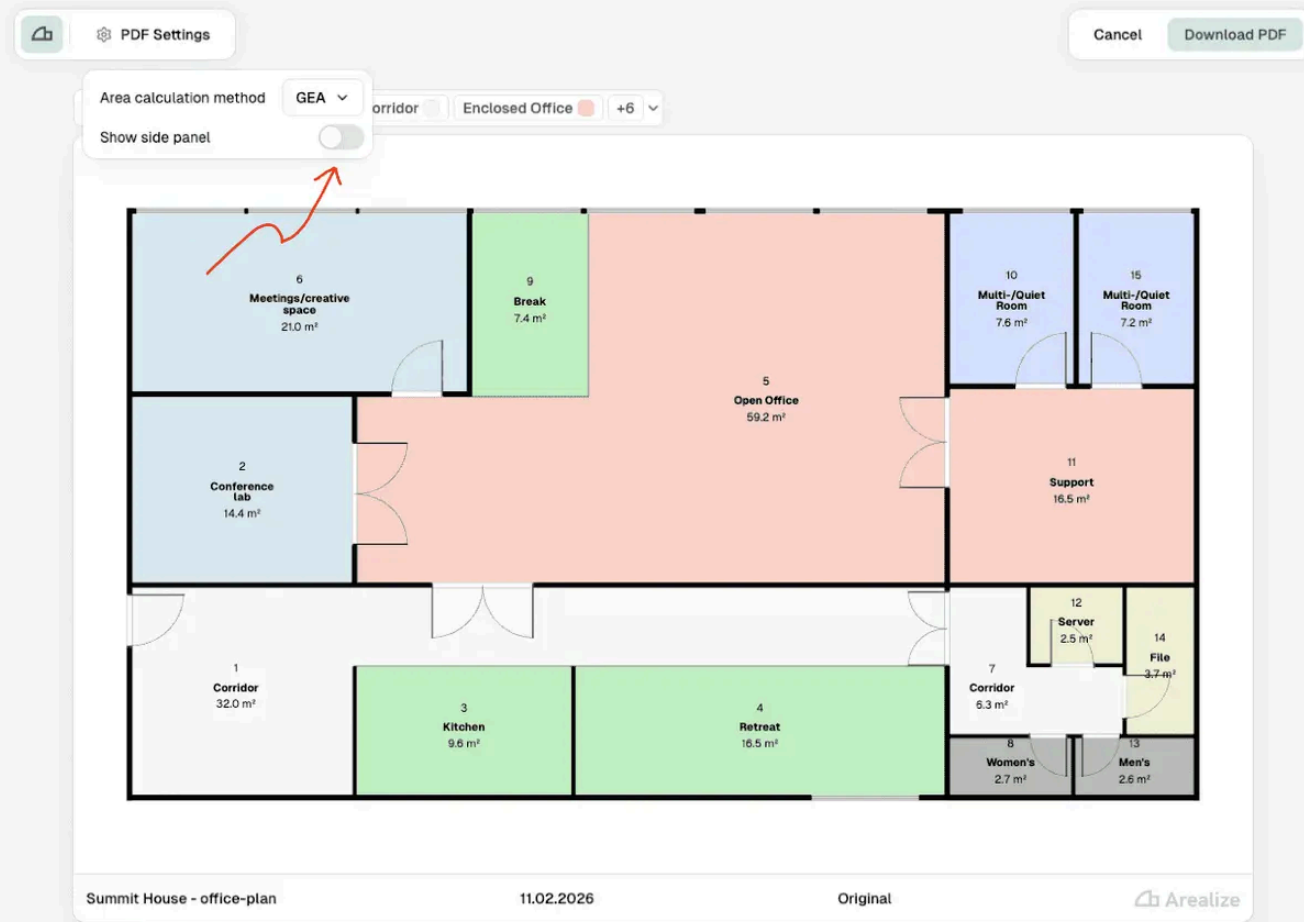 PDF Settings
Cancel
Download PDF
Area calculation method
GEA
orridor
Enclosed Office
+6
Show side panel
6
Meetings/creative
space
21.0 m²
9
Break
7.4 m²
10
Multi-/Quiet
Room
7.6 m²
15
Multi-/Quiet
Room
7.2 m²
5
Open Office
59.2 m²
2
Conference
lab
14.4 m²
11
Support
16.5 m²
12
Server
2.5 m²
14
File
3.7 m²
1
Corridor
32.0 m²
7
Corridor
6.3 m²
3
Kitchen
9.6 m²
4
Retreat
16.5 m²
8
Women's
2.7 m²
13
Men's
2.6 m²
Summit House - office-plan
11.02.2026
Original
Arealize